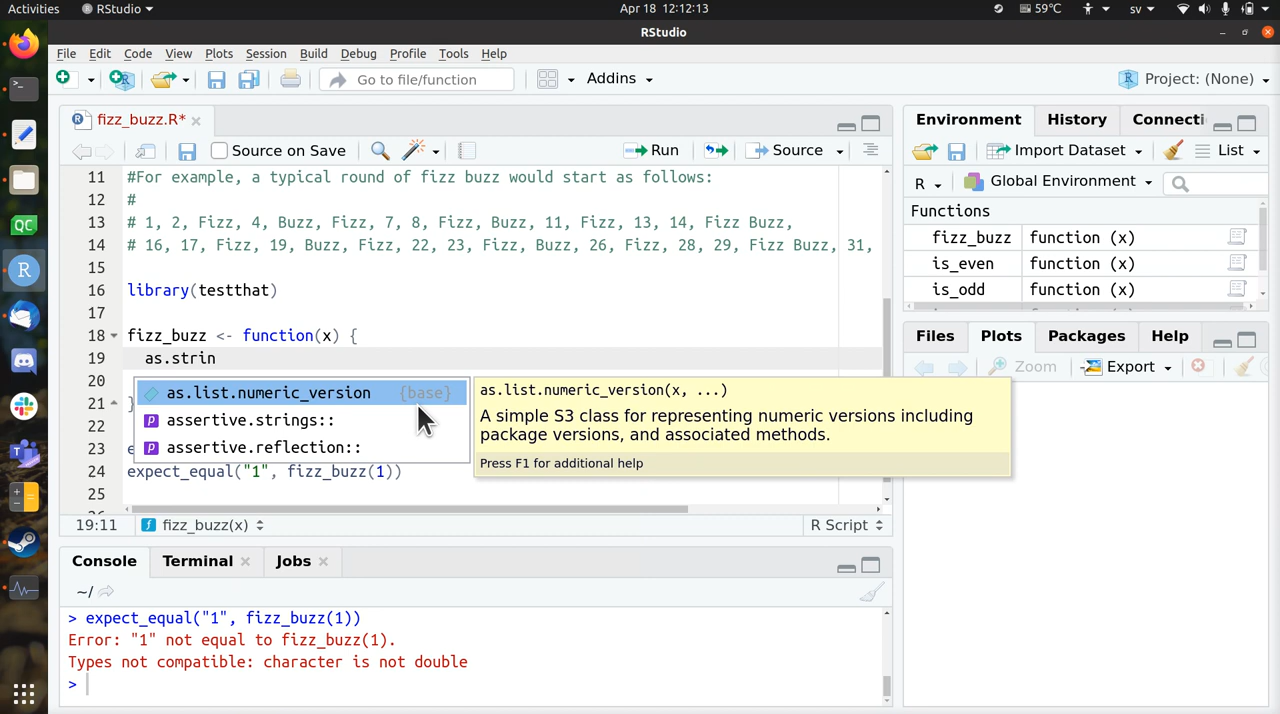 Activities
RStudio
Apr 18 12:12:13
59°C
sv
RStudio
File Edit Code View Plots Session Build Debug Profile Tools Help
Go to file/function
Addins
Project: (None)
fizz_buzz.R*
Source on Save
Run
Source
11 #For example, a typical round of fizz buzz would start as follows:
12 #
13 # 1, 2, Fizz, 4, Buzz, Fizz, 7, 8, Fizz, Buzz, 11, Fizz, 13, 14, Fizz Buzz,
14 # 16, 17, Fizz, 19, Buzz, Fizz, 22, 23, Fizz, Buzz, 26, Fizz, 28, 29, Fizz Buzz, 31,
15
16 library(testthat)
17
18 fizz_buzz <- function(x) {
19 as.strin
20
21
22
23 e
24 expect_equal("1", fizz_buzz(1))
25
as.list.numeric_version {base}
assertive.strings::
assertive.reflection::
as.list.numeric_version(x, ...)
A simple S3 class for representing numeric versions including
package versions, and associated methods.
Press F1 for additional help
19:11
fizz_buzz(x)
R Script
Console Terminal Jobs
~/
> expect_equal("1", fizz_buzz(1))
Error: "1" not equal to fizz_buzz(1).
Types not compatible: character is not double
>
Environment History Connecti
Import Dataset
List
R
Global Environment
Functions
fizz_buzz function (x)
is_even function (x)
is_odd function (x)
Files Plots Packages Help
Zoom
Export
QC